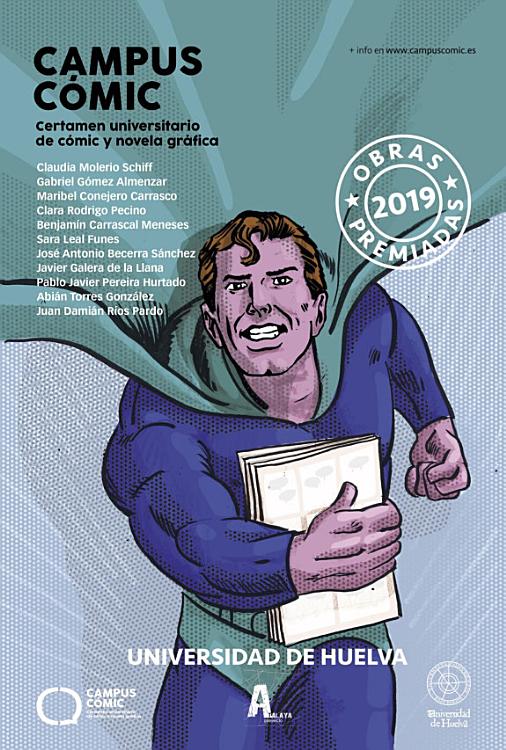 CAMPUS
CÓMIC
+ info en www.campuscomic.es
Certamen universitario
de cómic y novela gráfica
Claudia Molerio Schiff
Gabriel Gómez Almenzar
Maribel Conejero Carrasco
Clara Rodrigo Pecino
Benjamín Carrascal Meneses
Sara Leal Funes
José Antonio Becerra Sánchez
Javier Galera de la Llana
Pablo Javier Pereira Hurtado
Abián Torres González
Juan Damián Ríos Pardo
OBRAS
2019
PREMIADAS
UNIVERSIDAD DE HUELVA
CAMPUS
CÓMIC
ATALAYA
Universidad
de Huelva